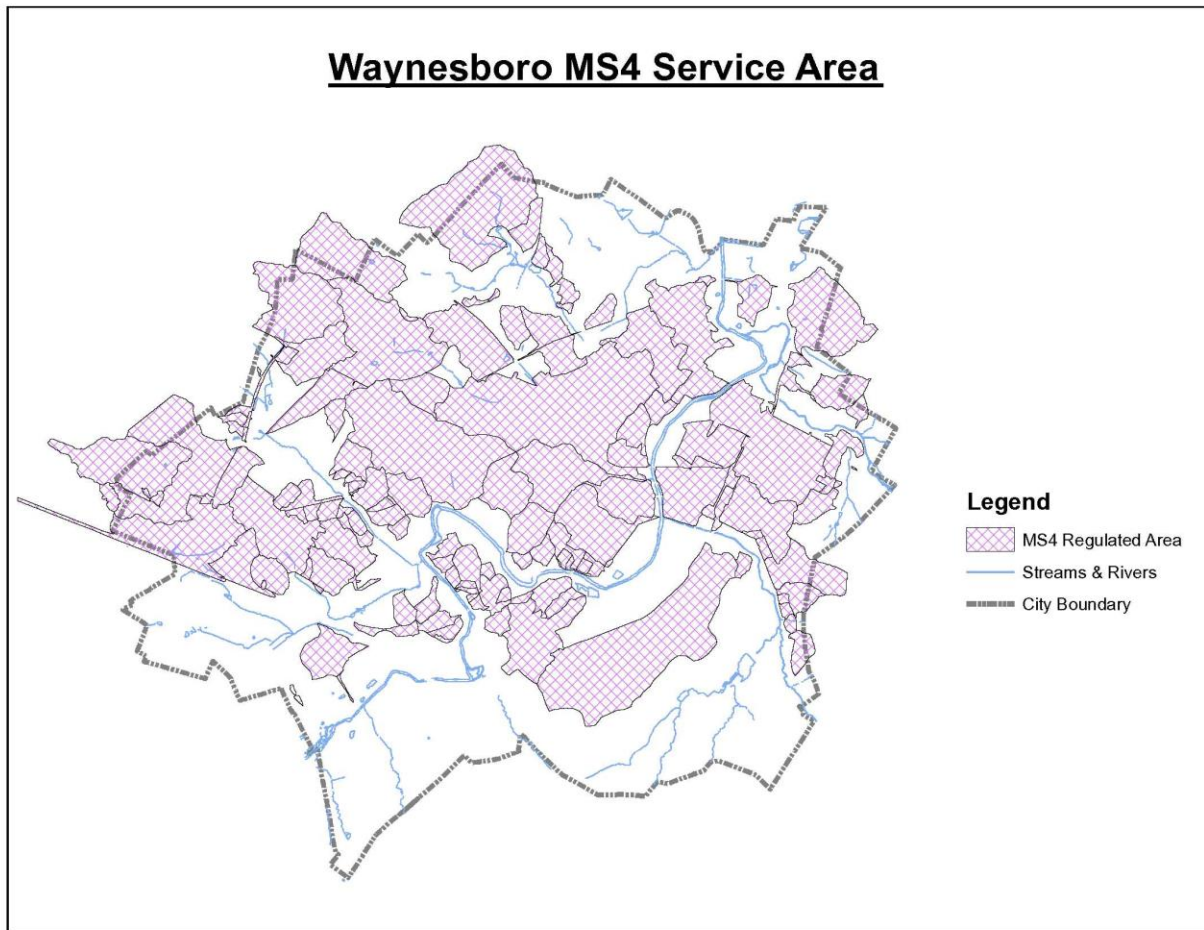 Waynesboro MS4 Service Area
Legend
MS4 Regulated Area
Streams & Rivers
City Boundary